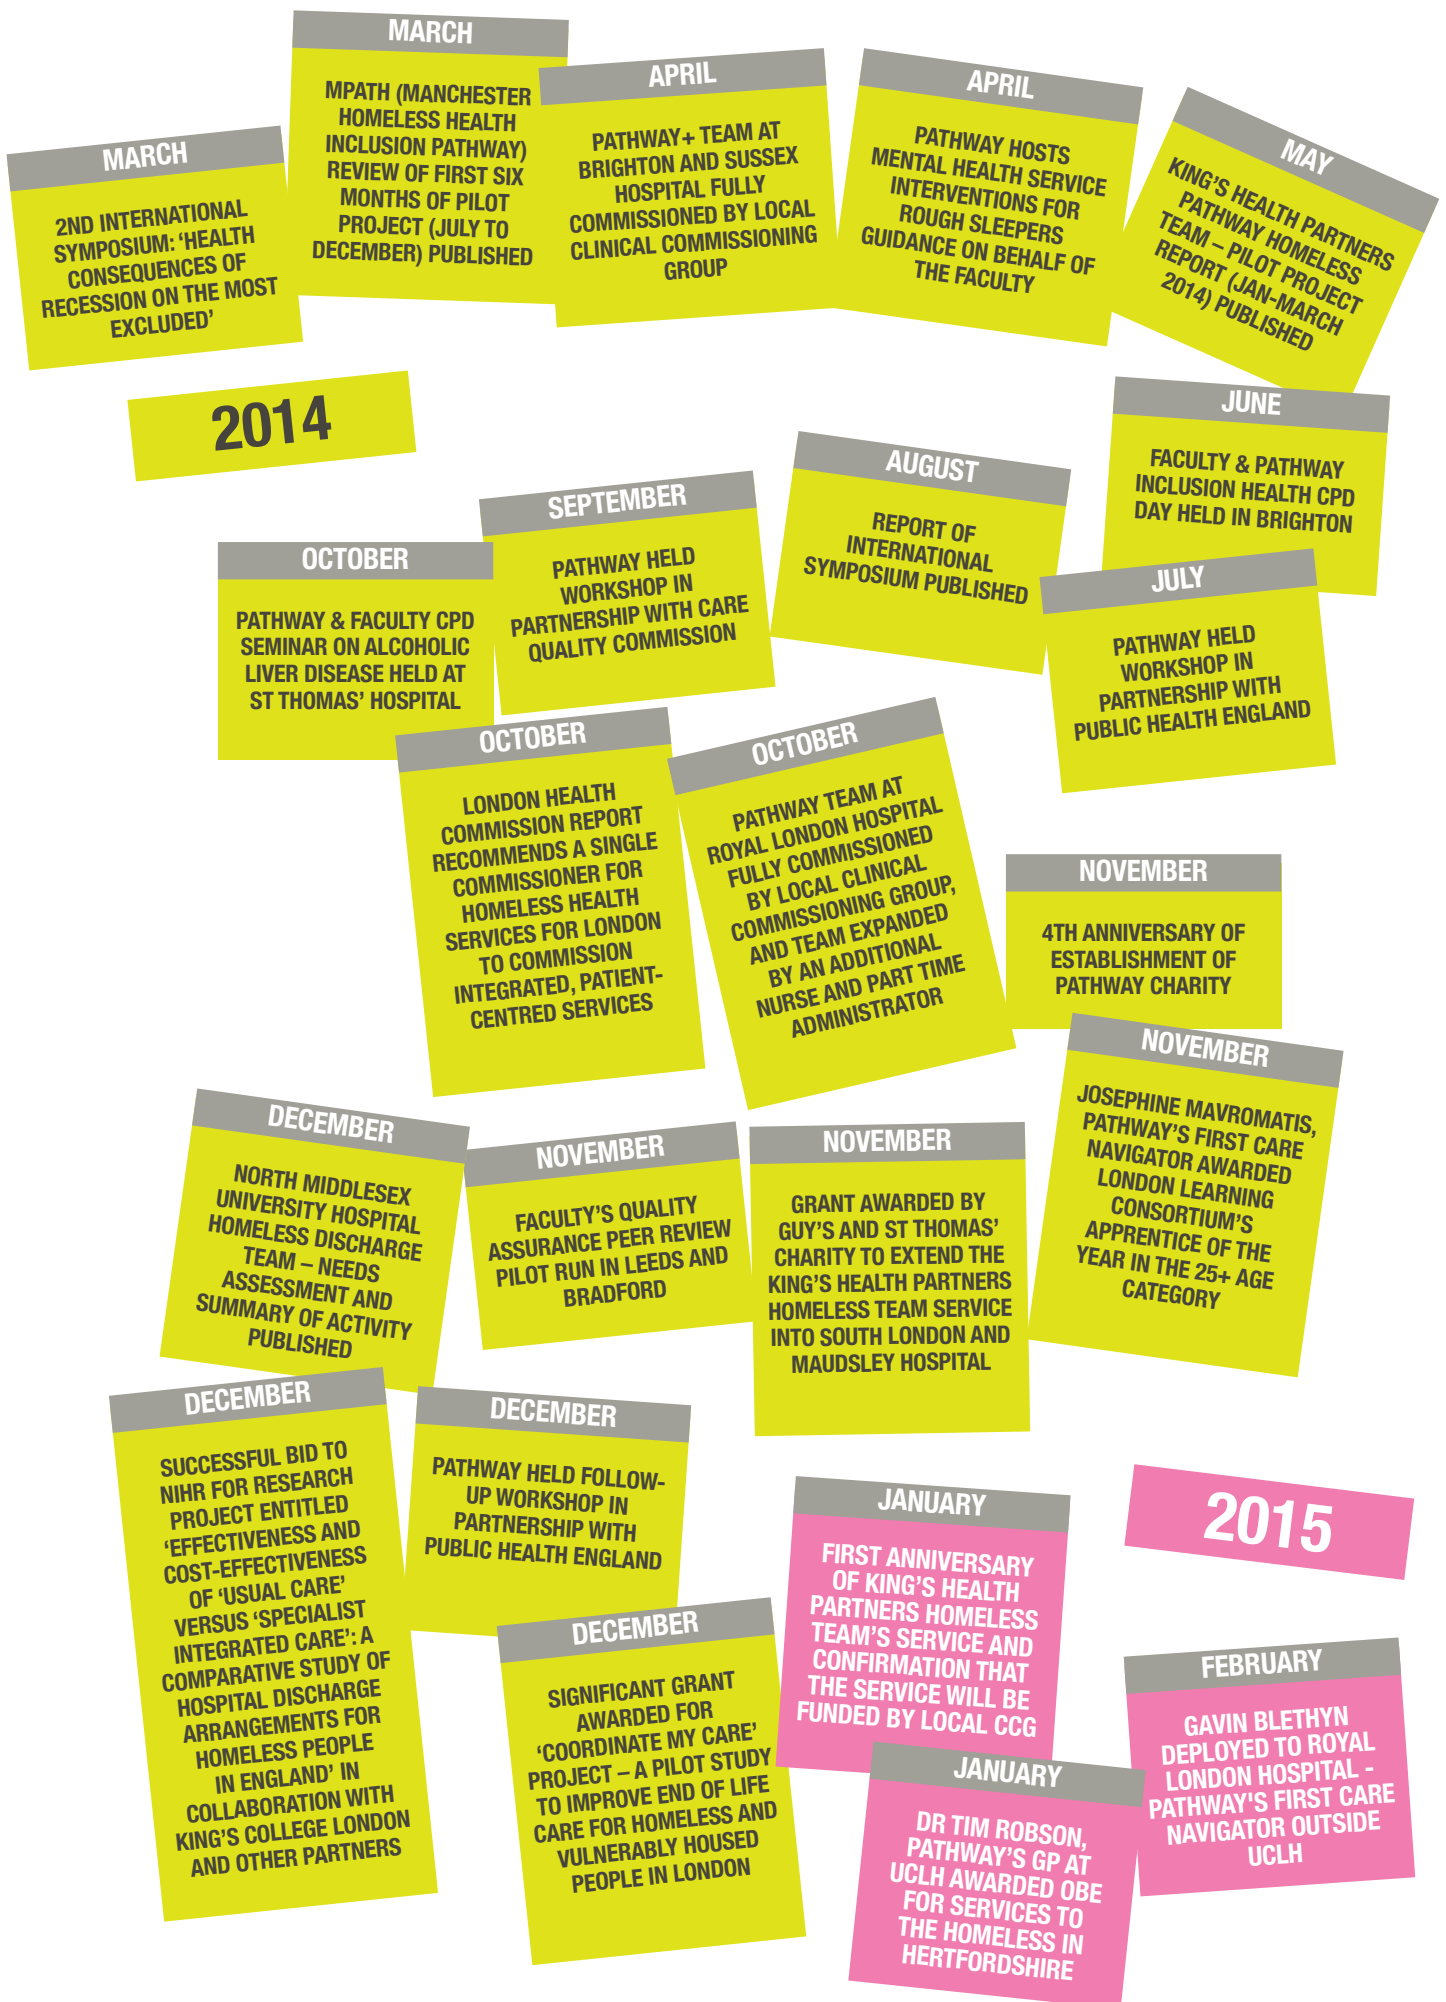 MARCH
2ND INTERNATIONAL
SYMPOSIUM: ‘HEALTH
CONSEQUENCES OF
RECESSION ON THE MOST
EXCLUDED’
MARCH
MPATH (MANCHESTER
HOMELESS HEALTH
INCLUSION PATHWAY)
REVIEW OF FIRST SIX
MONTHS OF PILOT
PROJECT (JULY TO
DECEMBER) PUBLISHED
APRIL
PATHWAY+ TEAM AT
BRIGHTON AND SUSSEX
HOSPITAL FULLY
COMMISSIONED BY LOCAL
CLINICAL COMMISSIONING
GROUP
APRIL
PATHWAY HOSTS
MENTAL HEALTH SERVICE
INTERVENTIONS FOR
ROUGH SLEEPERS
GUIDANCE ON BEHALF OF
THE FACULTY
MAY
KING’S HEALTH PARTNERS
PATHWAY HOMELESS
TEAM – PILOT PROJECT
REPORT (JAN-MARCH
2014) PUBLISHED
2014
JUNE
FACULTY & PATHWAY
INCLUSION HEALTH CPD
DAY HELD IN BRIGHTON
JULY
PATHWAY HELD
WORKSHOP IN
PARTNERSHIP WITH
PUBLIC HEALTH ENGLAND
AUGUST
REPORT OF
INTERNATIONAL
SYMPOSIUM PUBLISHED
SEPTEMBER
PATHWAY HELD
WORKSHOP IN
PARTNERSHIP WITH CARE
QUALITY COMMISSION
OCTOBER
PATHWAY & FACULTY CPD
SEMINAR ON ALCOHOLIC
LIVER DISEASE HELD AT
ST THOMAS’ HOSPITAL
OCTOBER
LONDON HEALTH
COMMISSION REPORT
RECOMMENDS A SINGLE
COMMISSIONER FOR
HOMELESS HEALTH
SERVICES FOR LONDON
TO COMMISSION
INTEGRATED, PATIENT-
CENTRED SERVICES
OCTOBER
PATHWAY TEAM AT
ROYAL LONDON HOSPITAL
FULLY COMMISSIONED
BY LOCAL CLINICAL
COMMISSIONING GROUP,
AND TEAM EXPANDED
BY AN ADDITIONAL
NURSE AND PART TIME
ADMINISTRATOR
NOVEMBER
4TH ANNIVERSARY OF
ESTABLISHMENT OF
PATHWAY CHARITY
NOVEMBER
JOSEPHINE MAVROMATIS,
PATHWAY’S FIRST CARE
NAVIGATOR AWARDED
LONDON LEARNING
CONSORTIUM’S
APPRENTICE OF THE
YEAR IN THE 25+ AGE
CATEGORY
NOVEMBER
GRANT AWARDED BY
GUY’S AND ST THOMAS’
CHARITY TO EXTEND THE
KING’S HEALTH PARTNERS
HOMELESS TEAM SERVICE
INTO SOUTH LONDON AND
MAUDSLEY HOSPITAL
NOVEMBER
FACULTY’S QUALITY
ASSURANCE PEER REVIEW
PILOT RUN IN LEEDS AND
BRADFORD
DECEMBER
NORTH MIDDLESEX
UNIVERSITY HOSPITAL
HOMELESS DISCHARGE
TEAM – NEEDS
ASSESSMENT AND
SUMMARY OF ACTIVITY
PUBLISHED
DECEMBER
SUCCESSFUL BID TO
NIHR FOR RESEARCH
PROJECT ENTITLED
‘EFFECTIVENESS AND
COST-EFFECTIVENESS
OF ‘USUAL CARE’
VERSUS ‘SPECIALIST
INTEGRATED CARE’: A
COMPARATIVE STUDY OF
HOSPITAL DISCHARGE
ARRANGEMENTS FOR
HOMELESS PEOPLE
IN ENGLAND’ IN
COLLABORATION WITH
KING’S COLLEGE LONDON
AND OTHER PARTNERS
DECEMBER
PATHWAY HELD FOLLOW-
UP WORKSHOP IN
PARTNERSHIP WITH
PUBLIC HEALTH ENGLAND
DECEMBER
SIGNIFICANT GRANT
AWARDED FOR
‘COORDINATE MY CARE’
PROJECT – A PILOT STUDY
TO IMPROVE END OF LIFE
CARE FOR HOMELESS AND
VULNERABLY HOUSED
PEOPLE IN LONDON
2015
JANUARY
FIRST ANNIVERSARY
OF KING’S HEALTH
PARTNERS HOMELESS
TEAM’S SERVICE AND
CONFIRMATION THAT
THE SERVICE WILL BE
FUNDED BY LOCAL CCG
JANUARY
DR TIM ROBSON,
PATHWAY’S GP AT
UCLH AWARDED OBE
FOR SERVICES TO
THE HOMELESS IN
HERTFORDSHIRE
FEBRUARY
GAVIN BLETHYN
DEPLOYED TO ROYAL
LONDON HOSPITAL -
PATHWAY'S FIRST CARE
NAVIGATOR OUTSIDE
UCLH